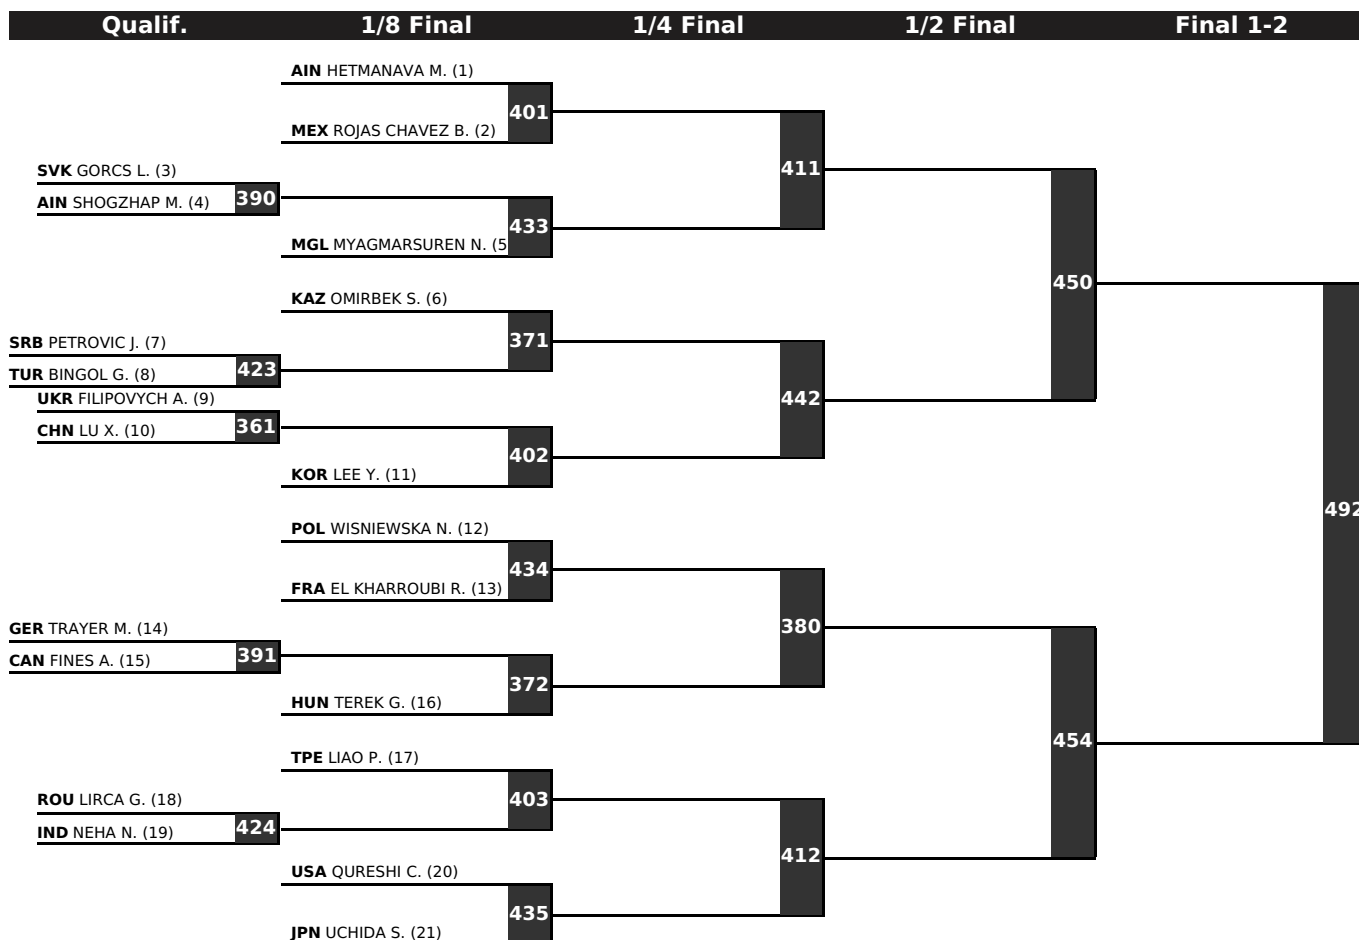 Qualif. 1/8 Final 1/4 Final 1/2 Final Final 1-2
AIN HETMANAVA M. (1)
401
MEX ROJAS CHAVEZ B. (2)
411
SVK GORCS L. (3)
390
AIN SHOGZHAP M. (4)
433
MGL MYAGMARSUREN N. (5
450
KAZ OMIRBEK S. (6)
371
SRB PETROVIC J. (7)
423
TUR BINGOL G. (8)
442
UKR FILIPOVYCH A. (9)
361
CHN LU X. (10)
402
KOR LEE Y. (11)
492
POL WISNIEWSKA N. (12)
434
FRA EL KHARROUBI R. (13)
380
GER TRAYER M. (14)
391
CAN FINES A. (15)
372
HUN TEREK G. (16)
454
TPE LIAO P. (17)
403
ROU LIRCA G. (18)
424
IND NEHA N. (19)
412
USA QURESHI C. (20)
435
JPN UCHIDA S. (21)